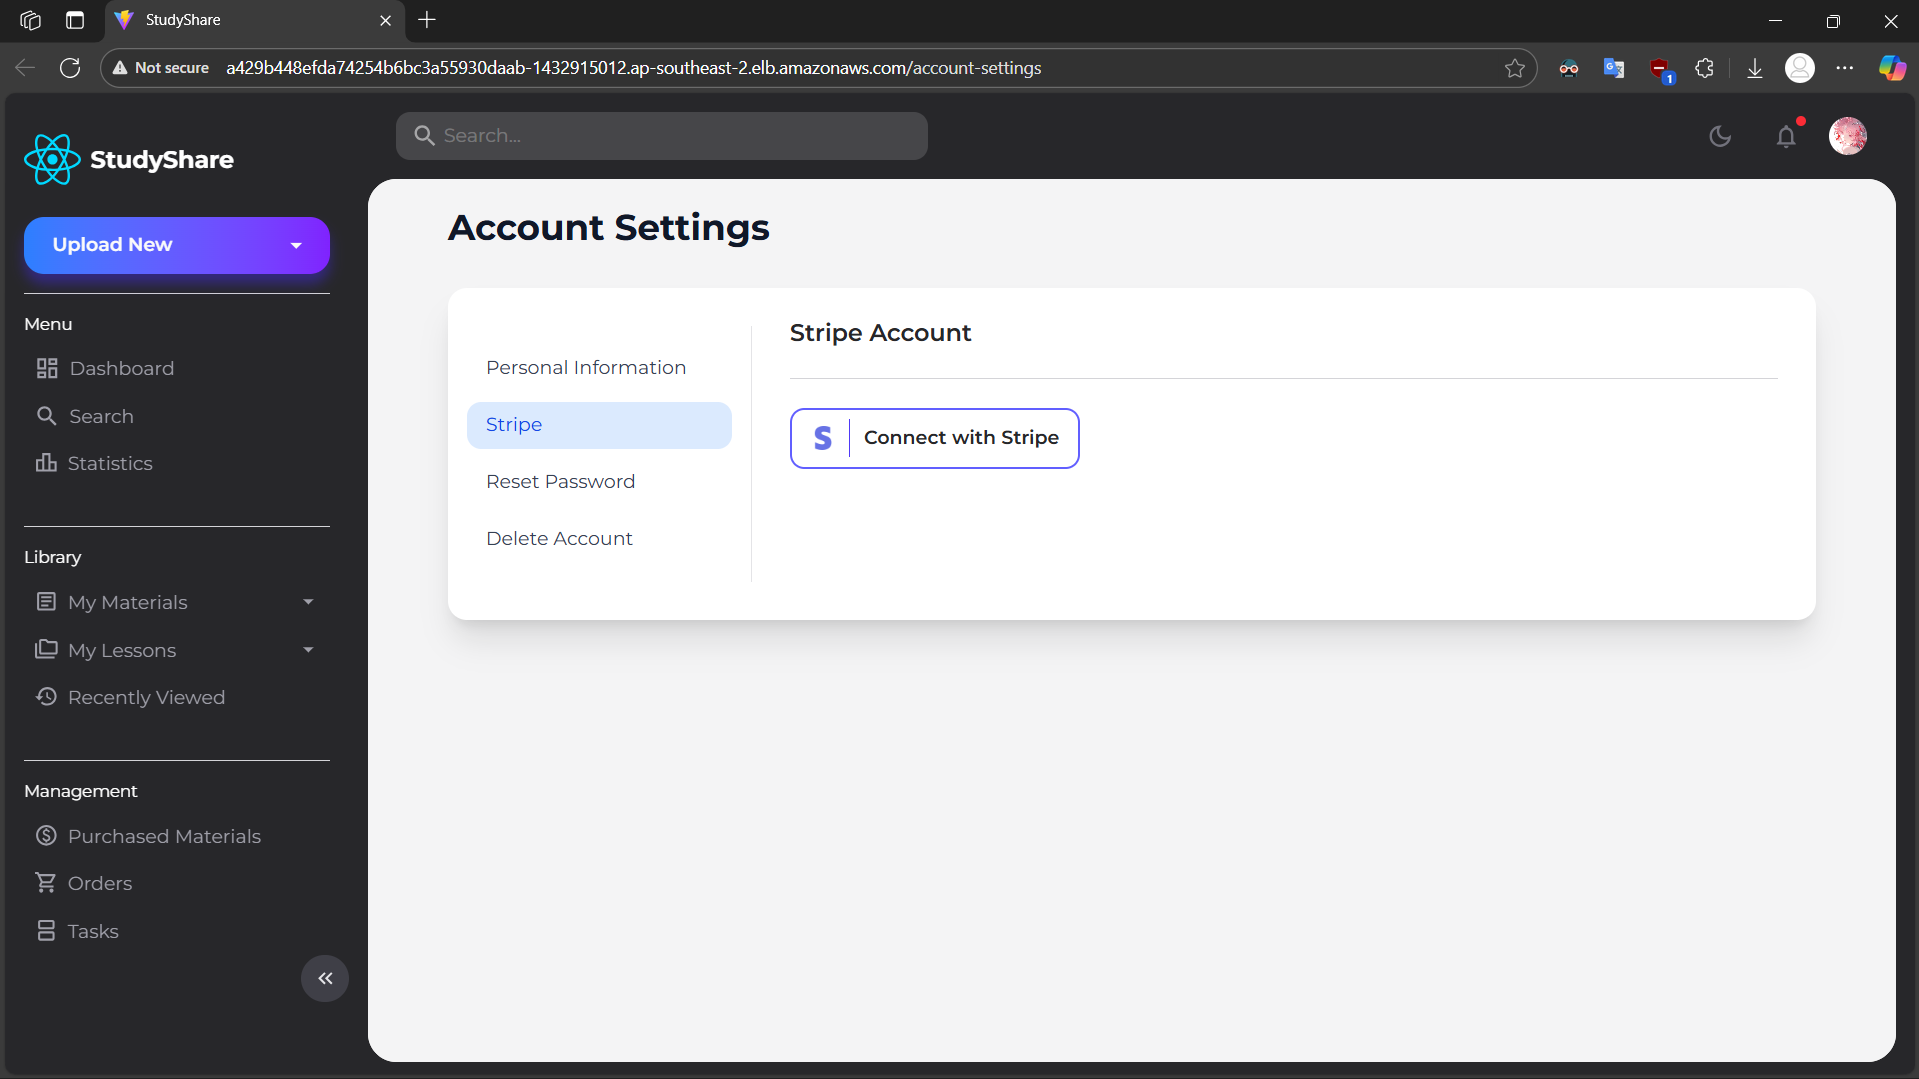 StudyShare
Not secure a429b448efda74254b6bc3a55930daab-1432915012.ap-southeast-2.elb.amazonaws.com/account-settings
1
StudyShare
Search...
Upload New
Menu
Dashboard
Search
Statistics
Library
My Materials
My Lessons
Recently Viewed
Management
Purchased Materials
Orders
Tasks
Account Settings
Personal Information
Stripe
Reset Password
Delete Account
Stripe Account
S Connect with Stripe